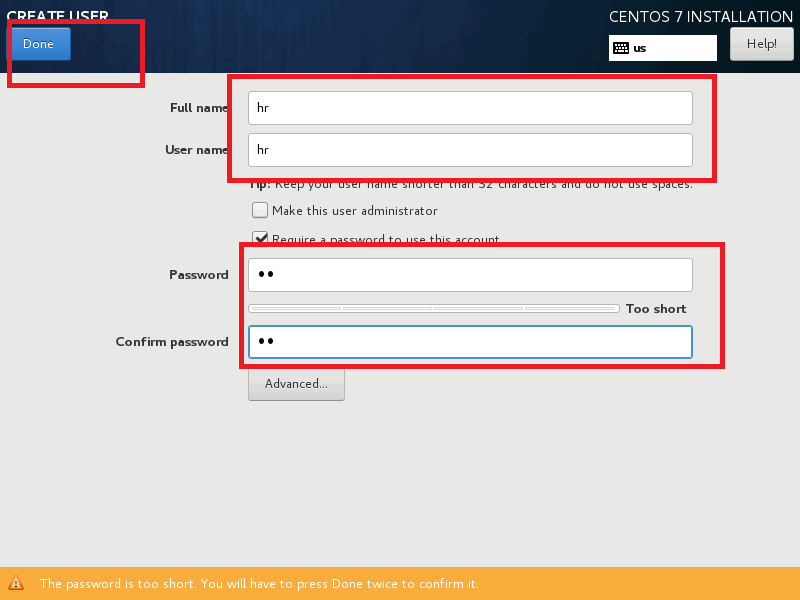 CREATE USER
CENTOS 7 INSTALLATION
Done
us
Help!
Full name
hr
User name
hr
Tip: Keep your user name shorter than 32 characters and do not use spaces.
Make this user administrator
Require a password to use this account
Password
••
Too short
Confirm password
••
Advanced...
The password is too short. You will have to press Done twice to confirm it.